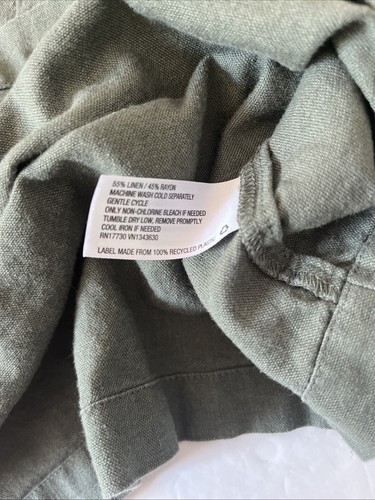 55% LINEN / 45% RAYON
MACHINE WASH COLD SEPARATELY
GENTLE CYCLE
ONLY NON-CHLORINE BLEACH IF NEEDED
TUMBLE DRY LOW, REMOVE PROMPTLY
COOL IRON IF NEEDED
RN17730 VN1343630
LABEL MADE FROM 100% RECYCLED PLASTIC